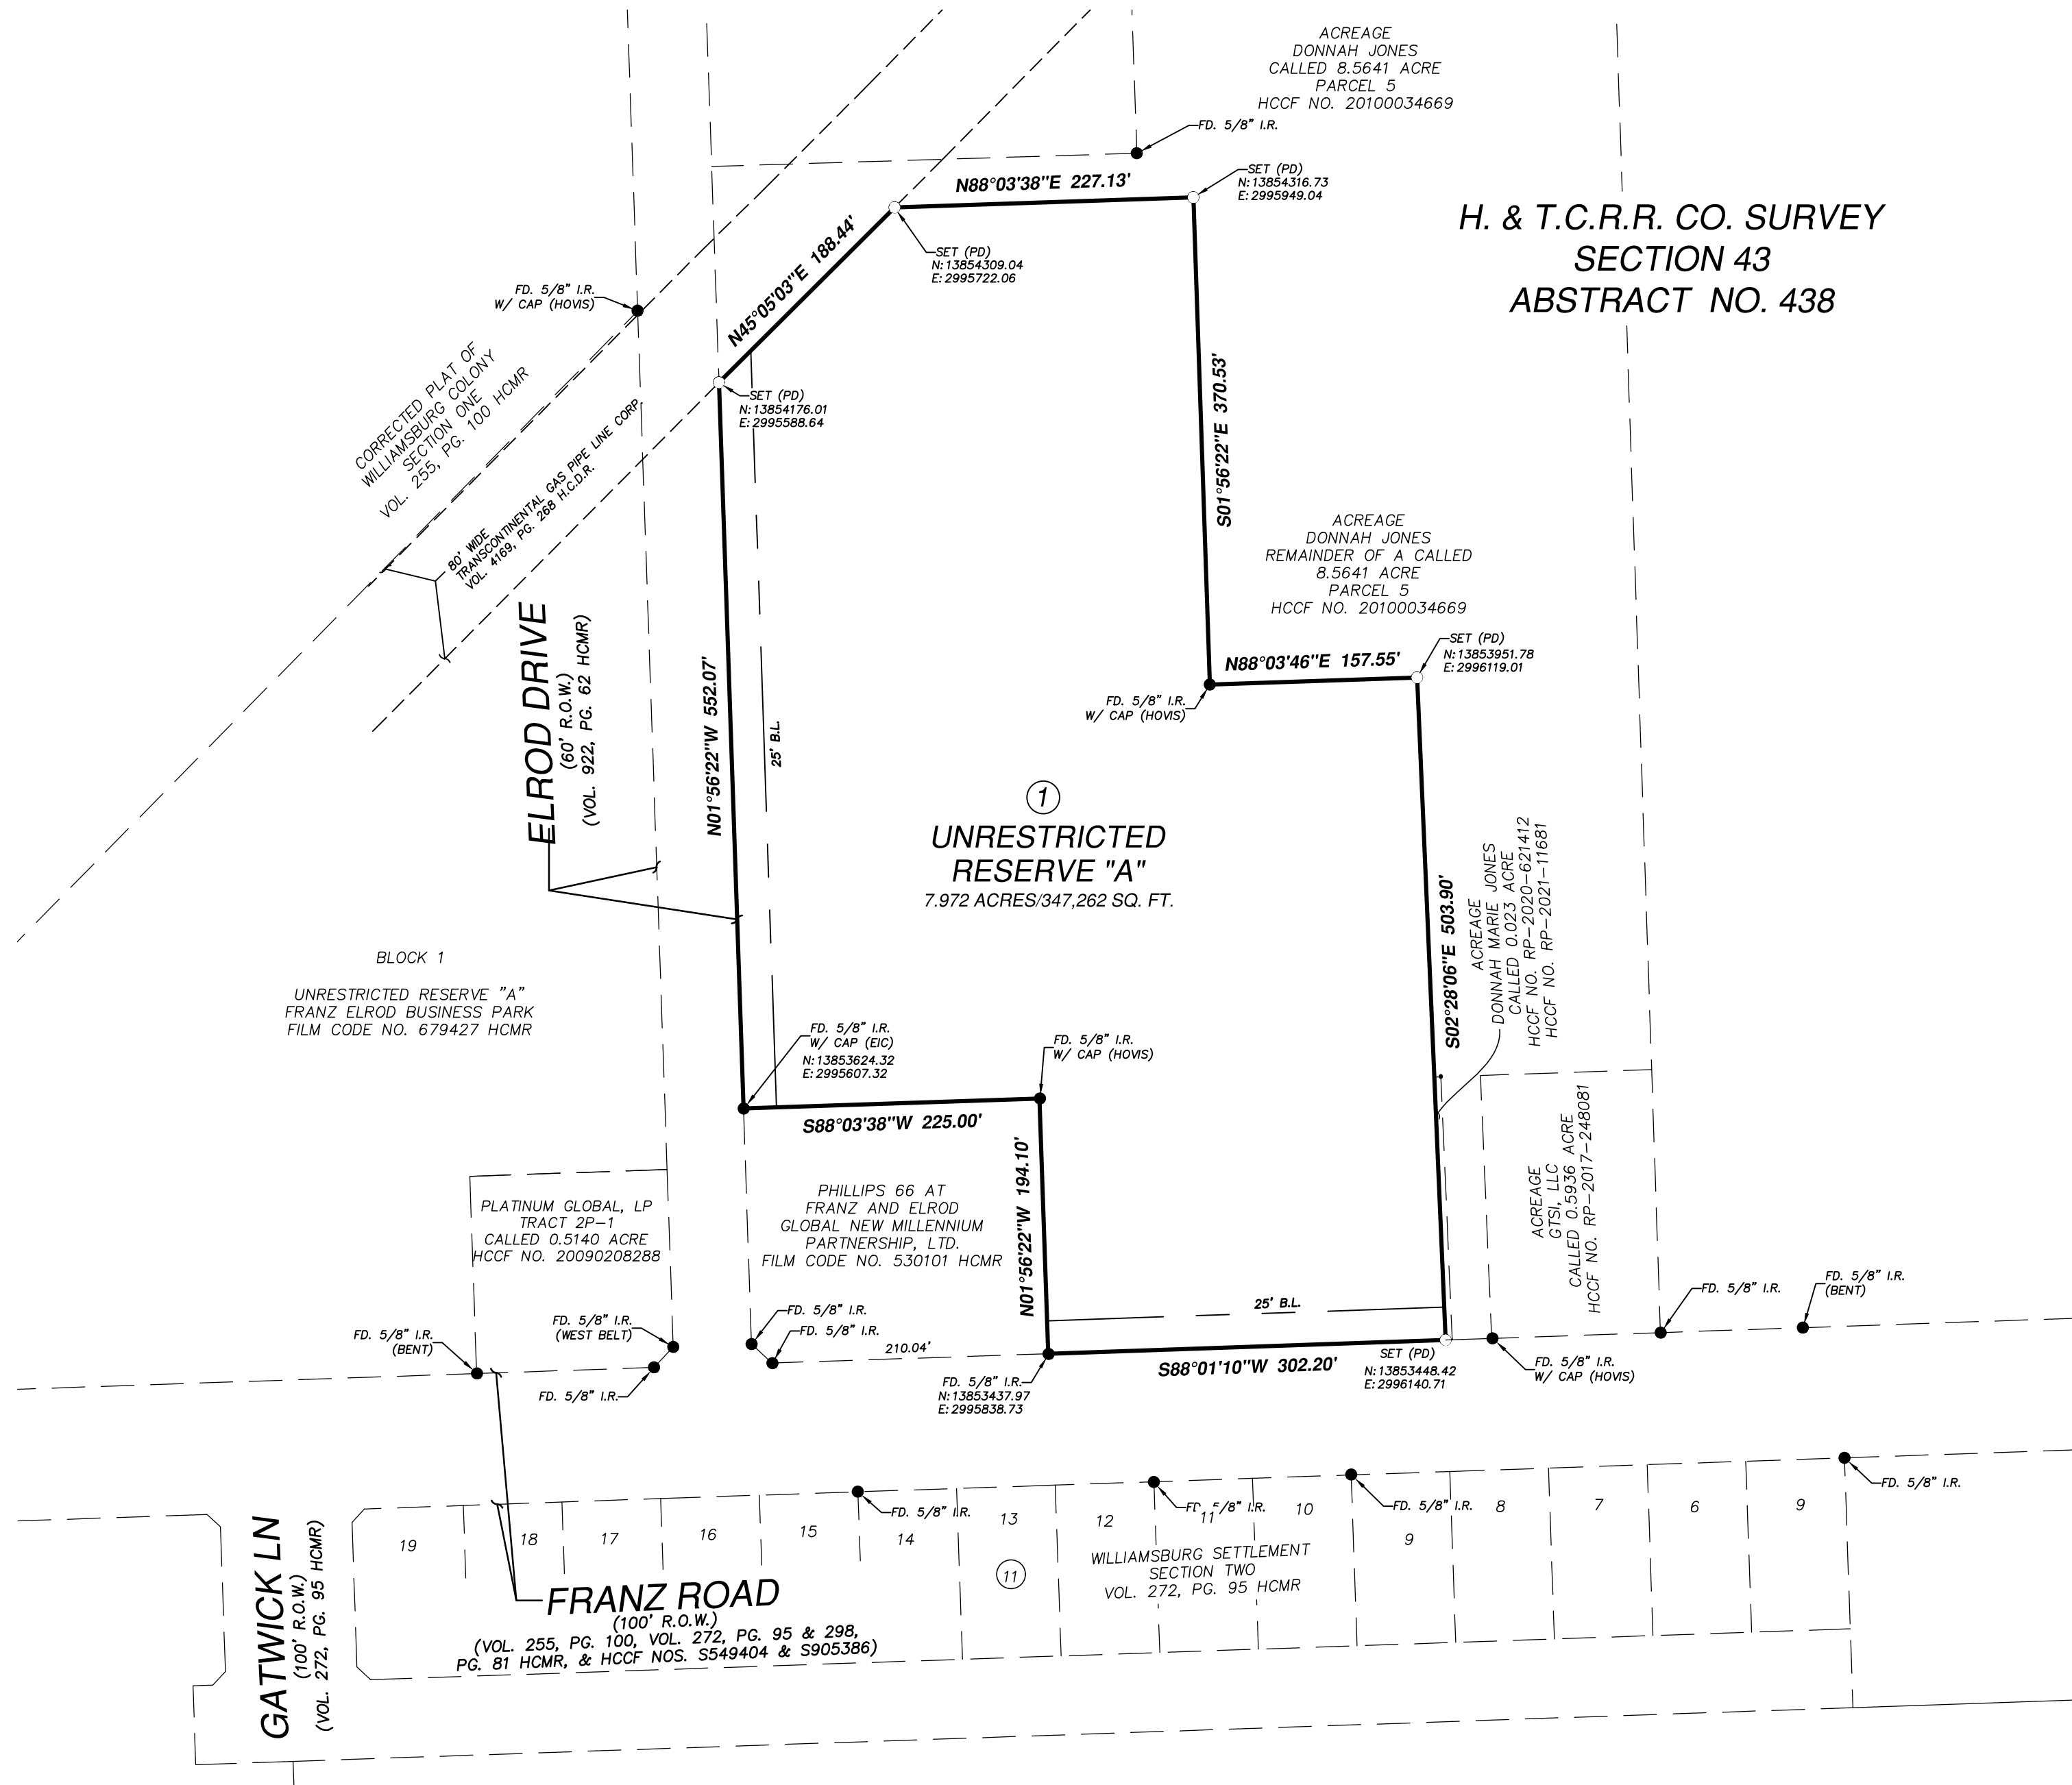 ACREAGE
DONNAH JONES
CALLED 8.5641 ACRE
PARCEL 5
HCCF NO. 20100034669
FD. 5/8" I.R.
N88°03'38"E 227.13'
SET (PD)
N:13854316.73
E:2995949.04
H. & T.C.R.R. CO. SURVEY
SECTION 43
ABSTRACT NO. 438
SET (PD)
N:13854309.04
E:2995722.06
N45°05'03"E 188.44'
FD. 5/8" I.R.
W/ CAP (HOVIS)
CORRECTED PLAT OF
WILLIAMSBURG COLONY
SECTION ONE
VOL. 255, PG. 100 HCMR
SET (PD)
N:13854176.01
E:2995588.64
80' WIDE
TRANSCONTINENTAL GAS PIPE LINE CORP.
VOL. 4169, PG. 268 H.C.D.R.
S01°56'22"E 370.53'
ACREAGE
DONNAH JONES
REMAINDER OF A CALLED
8.5641 ACRE
PARCEL 5
HCCF NO. 20100034669
ELROD DRIVE
(60' R.O.W.)
(VOL. 922, PG. 62 HCMR)
N01°56'22"W 552.07'
25' B.L.
N88°03'46"E 157.55'
SET (PD)
N:13853951.78
E:2996119.01
FD. 5/8" I.R.
W/ CAP (HOVIS)
1
UNRESTRICTED
RESERVE "A"
7.972 ACRES/347,262 SQ. FT.
S02°28'06"E 503.90'
ACREAGE
DONNAH MARIE JONES
CALLED 0.023 ACRE
HCCF NO. RP-2020-621412
HCCF NO. RP-2021-11681
BLOCK 1
UNRESTRICTED RESERVE "A"
FRANZ ELROD BUSINESS PARK
FILM CODE NO. 679427 HCMR
FD. 5/8" I.R.
W/ CAP (EIC)
N:13853624.32
E:2995607.32
FD. 5/8" I.R.
W/ CAP (HOVIS)
S88°03'38"W 225.00'
N01°56'22"W 194.10'
ACREAGE
GTSI, LLC
CALLED 0.5936 ACRE
HCCF NO. RP-2017-248081
PLATINUM GLOBAL, LP
TRACT 2P-1
CALLED 0.5140 ACRE
HCCF NO. 20090208288
PHILLIPS 66 AT
FRANZ AND ELROD
GLOBAL NEW MILLENNIUM
PARTNERSHIP, LTD.
FILM CODE NO. 530101 HCMR
FD. 5/8" I.R.
(BENT)
FD. 5/8" I.R.
(WEST BELT)
FD. 5/8" I.R.
FD. 5/8" I.R.
FD. 5/8" I.R.
210.04'
25' B.L.
S88°01'10"W 302.20'
FD. 5/8" I.R.
N:13853437.97
E:2995838.73
SET (PD)
N:13853448.42
E:2996140.71
FD. 5/8" I.R.
W/ CAP (HOVIS)
FD. 5/8" I.R.
FD. 5/8" I.R.
(BENT)
19
18
17
16
15
14
13
12
11
10
9
8
7
6
9
FD. 5/8" I.R.
FD. 5/8" I.R.
FD. 5/8" I.R.
FD. 5/8" I.R.
11
WILLIAMSBURG SETTLEMENT
SECTION TWO
VOL. 272, PG. 95 HCMR
GATWICK LN
(100' R.O.W.)
(VOL. 272, PG. 95 HCMR)
FRANZ ROAD
(100' R.O.W.)
(VOL. 255, PG. 100, VOL. 272, PG. 95 & 298,
PG. 81 HCMR, & HCCF NOS. S549404 & S905386)